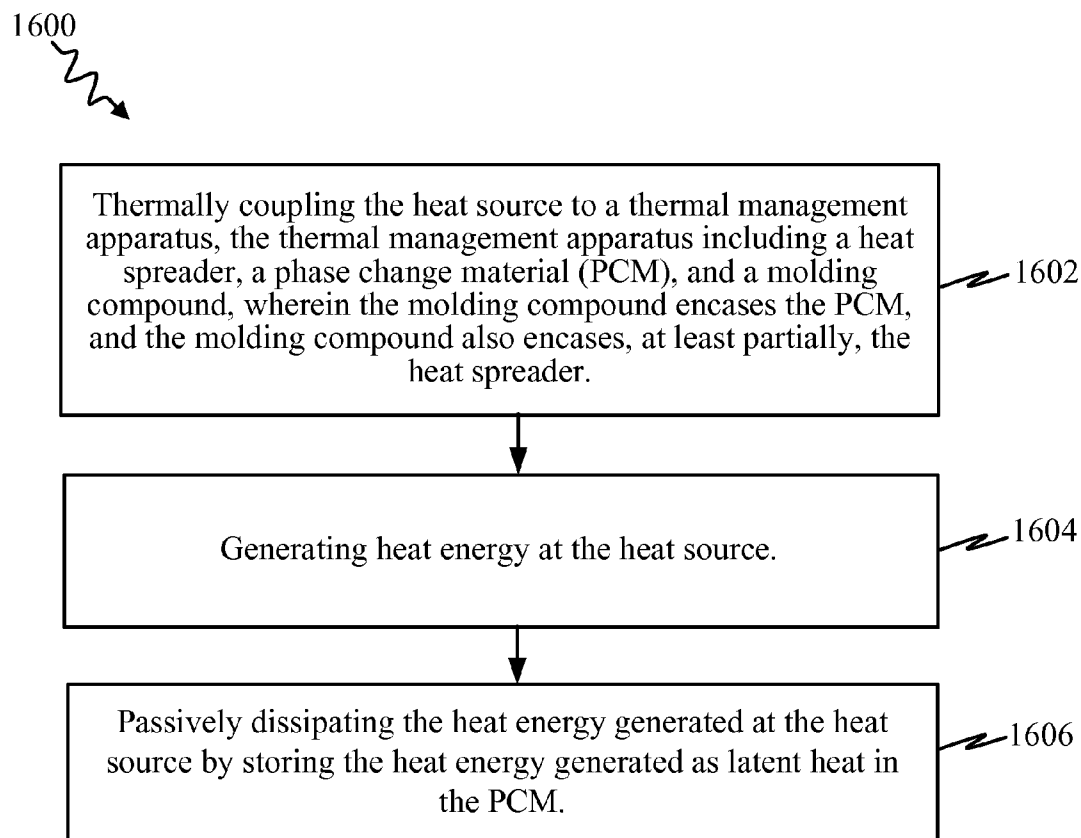 1600
Thermally coupling the heat source to a thermal management
apparatus, the thermal management apparatus including a heat
spreader, a phase change material (PCM), and a molding
compound, wherein the molding compound encases the PCM,
and the molding compound also encases, at least partially, the
heat spreader.
1602
Generating heat energy at the heat source.
1604
Passively dissipating the heat energy generated at the heat
source by storing the heat energy generated as latent heat in
the PCM.
1606